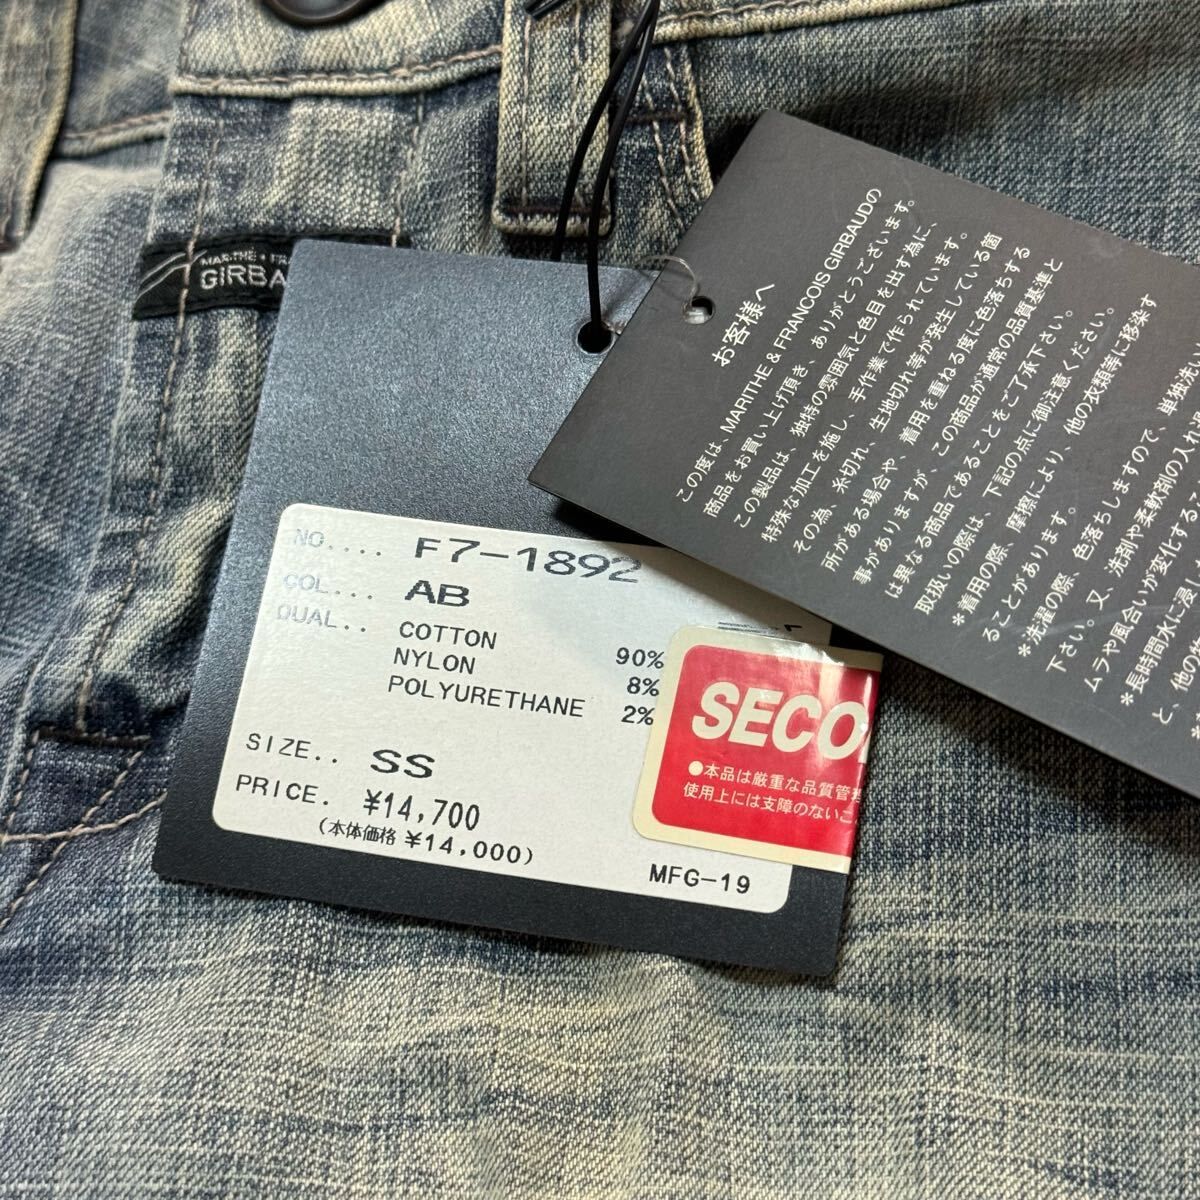 GIRBA
NO.... F7-1892
COL... AB
QUAL..
COTTON 90%
NYLON 8%
POLYURETHANE 2%
SIZE.. SS
PRICE. ¥14,700
(本体価格 ¥14,000)
MFG-19
SECO
●本品は厳重な品質管理
使用上には支障のないこ
お客様へ
この度は、MARITHE & FRANCOIS GIRBAUDの
商品をお買い上げ頂き、ありがとうございます。
この製品は、独特の雰囲気と色目を出す為に、
特殊な加工を施し、手作業で作られています。
その為、糸切れ、生地切れ等が発生している箇
所がある場合や、着用を重ねる度に色落ちする
事がありますが、この商品が通常の品質基準と
は異なる商品であることをご了承下さい。
取扱いの際は、下記の点に御注意ください。
*着用の際、摩擦により、他の衣類等に移染す
ることがあります。
*洗濯の際、色落ちしますので、単独洗い
下さい。又、洗剤や柔軟剤の入れ
ムラや風合いが変化する
*長時間水に浸し
と、他の